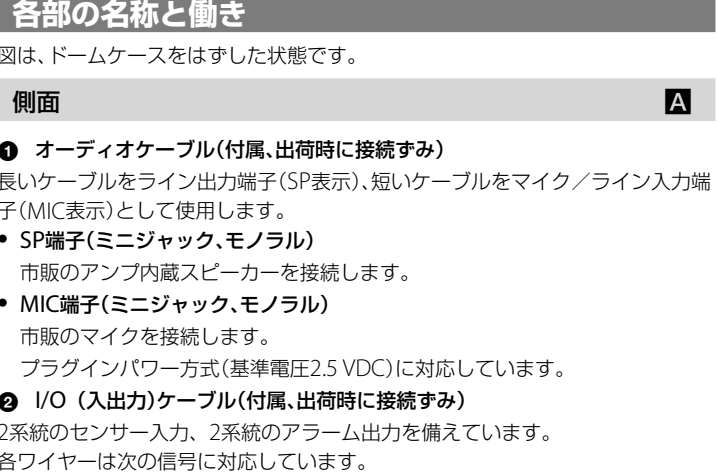 各部の名称と働き
図は、ドームケースをはずした状態です。
側面 A
❶ オーディオケーブル(付属、出荷時に接続ずみ)
長いケーブルをライン出力端子(SP表示)、短いケーブルをマイク／ライン入力端
子(MIC表示)として使用します。
• SP端子(ミニジャック、モノラル)
市販のアンプ内蔵スピーカーを接続します。
• MIC端子(ミニジャック、モノラル)
市販のマイクを接続します。
プラグインパワー方式(基準電圧2.5 VDC)に対応しています。
❷ I/O (入出力)ケーブル(付属、出荷時に接続ずみ)
2系統のセンサー入力、2系統のアラーム出力を備えています。
各ワイヤーは次の信号に対応しています。